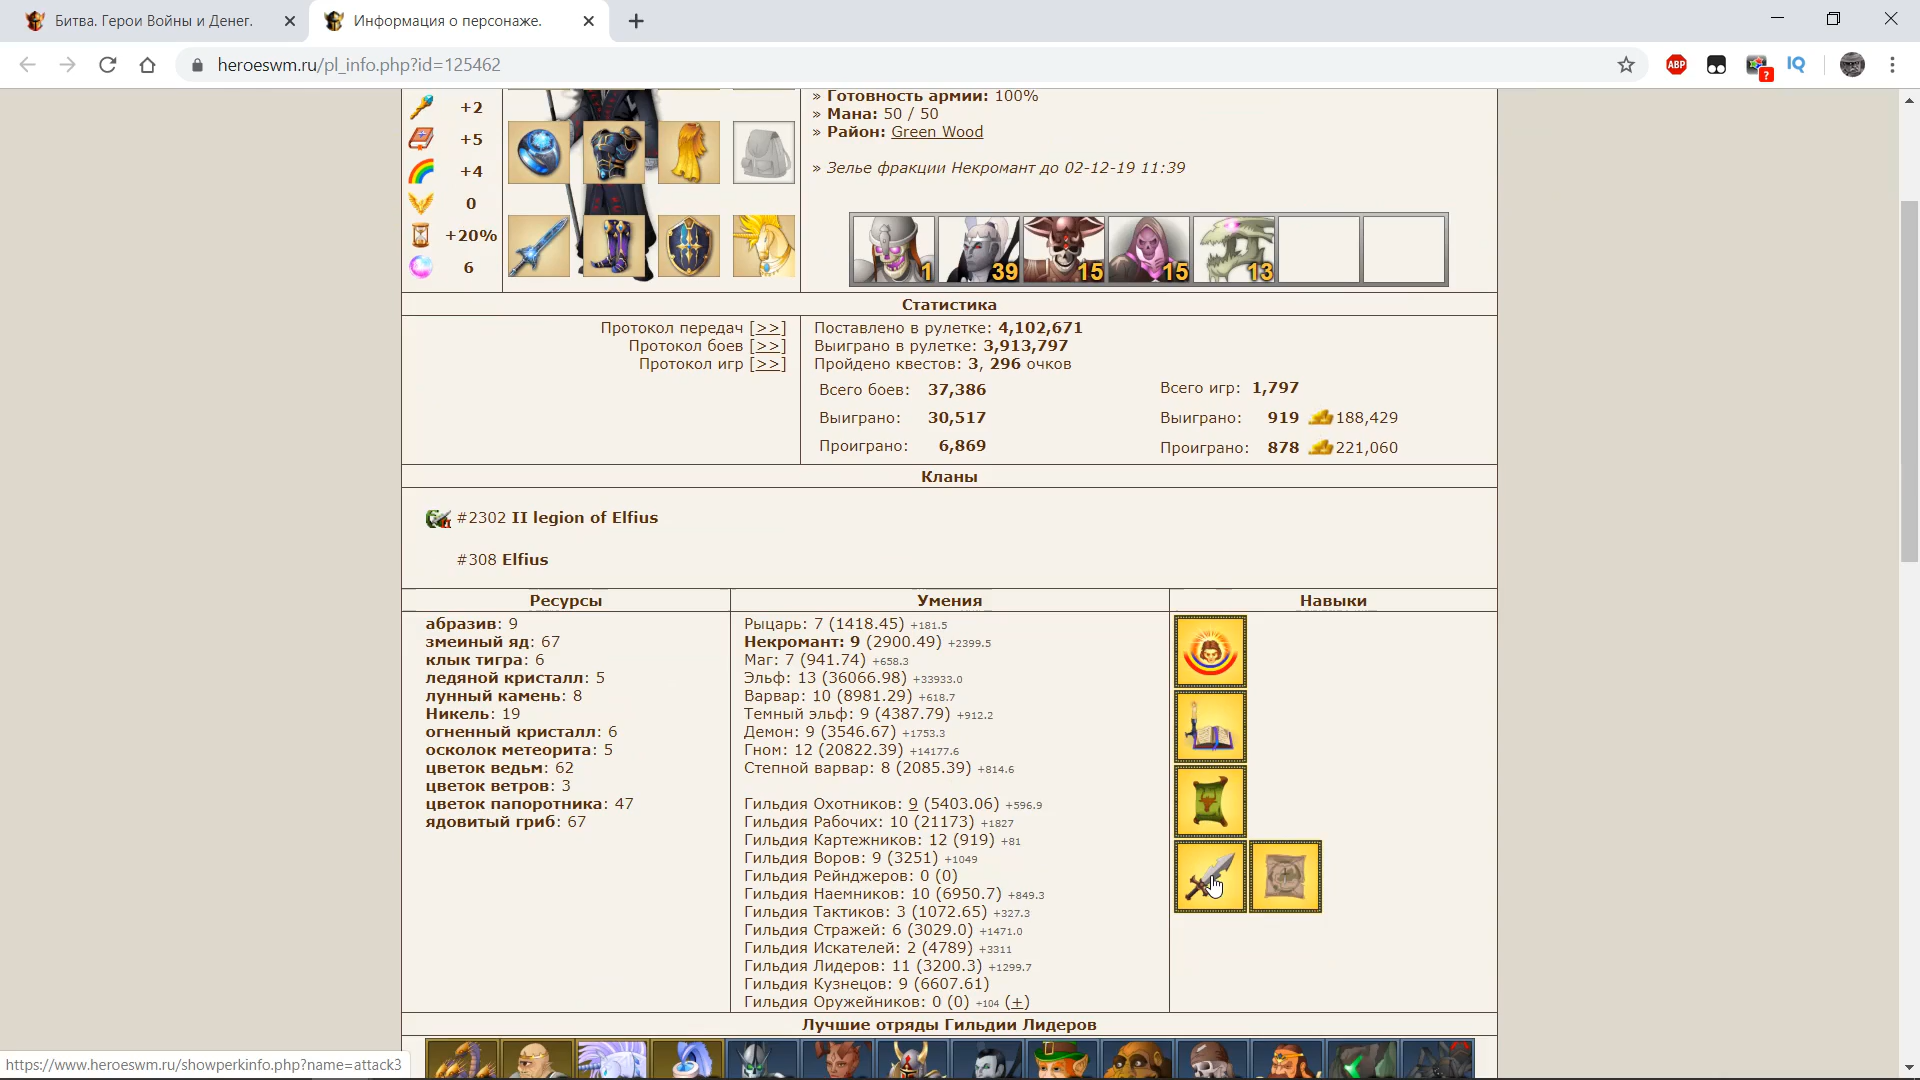 Битва. Герои Войны и Денег.
Информация о персонаже.
heroeswm.ru/pl_info.php?id=125462
ABP
?
IQ
+2
+5
+4
0
+20%
6
» Готовность армии: 100%
» Мана: 50 / 50
» Район: Green Wood
» Зелье фракции Некромант до 02-12-19 11:39
1 39 15 15 13
Статистика
Протокол передач [>>]
Протокол боев [>>]
Протокол игр [>>]
Поставлено в рулетке: 4,102,671
Выиграно в рулетке: 3,913,797
Пройдено квестов: 3, 296 очков
Всего боев: 37,386
Выиграно: 30,517
Проиграно: 6,869
Всего игр: 1,797
Выиграно: 919 188,429
Проиграно: 878 221,060
Кланы
#2302 II legion of Elfius
#308 Elfius
Ресурсы
абразив: 9
змеиный яд: 67
клык тигра: 6
ледяной кристалл: 5
лунный камень: 8
Никель: 19
огненный кристалл: 6
осколок метеорита: 5
цветок ведьм: 62
цветок ветров: 3
цветок папоротника: 47
ядовитый гриб: 67
Умения
Рыцарь: 7 (1418.45) +181.5
Некромант: 9 (2900.49) +2399.5
Маг: 7 (941.74) +658.3
Эльф: 13 (36066.98) +33933.0
Варвар: 10 (8981.29) +618.7
Темный эльф: 9 (4387.79) +912.2
Демон: 9 (3546.67) +1753.3
Гном: 12 (20822.39) +14177.6
Степной варвар: 8 (2085.39) +814.6
Гильдия Охотников: 9 (5403.06) +596.9
Гильдия Рабочих: 10 (21173) +1827
Гильдия Картежников: 12 (919) +81
Гильдия Воров: 9 (3251) +1049
Гильдия Рейнджеров: 0 (0)
Гильдия Наемников: 10 (6950.7) +849.3
Гильдия Тактиков: 3 (1072.65) +327.3
Гильдия Стражей: 6 (3029.0) +1471.0
Гильдия Искателей: 2 (4789) +3311
Гильдия Лидеров: 11 (3200.3) +1299.7
Гильдия Кузнецов: 9 (6607.61)
Гильдия Оружейников: 0 (0) +104 (+)
Навыки
Лучшие отряды Гильдии Лидеров
https://www.heroeswm.ru/showperkinfo.php?name=attack3